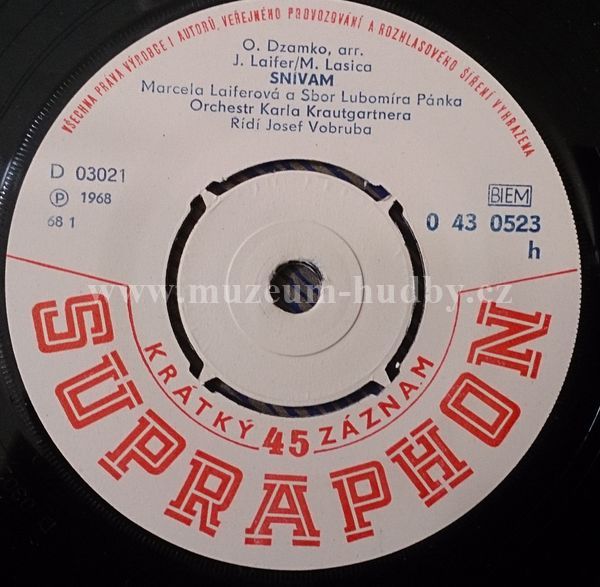 VŠECHNA PRÁVA VÝROBCE I AUTORŮ, VEŘEJNÉHO PROVOZOVÁNÍ A ROZHLASOVÉHO ŠÍŘENÍ VYHRAZENA
O. Dzamko, arr.
J. Laifer/M. Lasica
SNÍVAM
Marcela Laiferová a Sbor Lubomíra Pánka
Orchestr Karla Krautgartnera
Řídí Josef Vobruba
D 03021
Ⓟ 1968
68 1
BIEM
0 43 0523
h
www.muzeum-hudby.cz
KRÁTKÝ 45 ZÁZNAM
SUPRAPHON